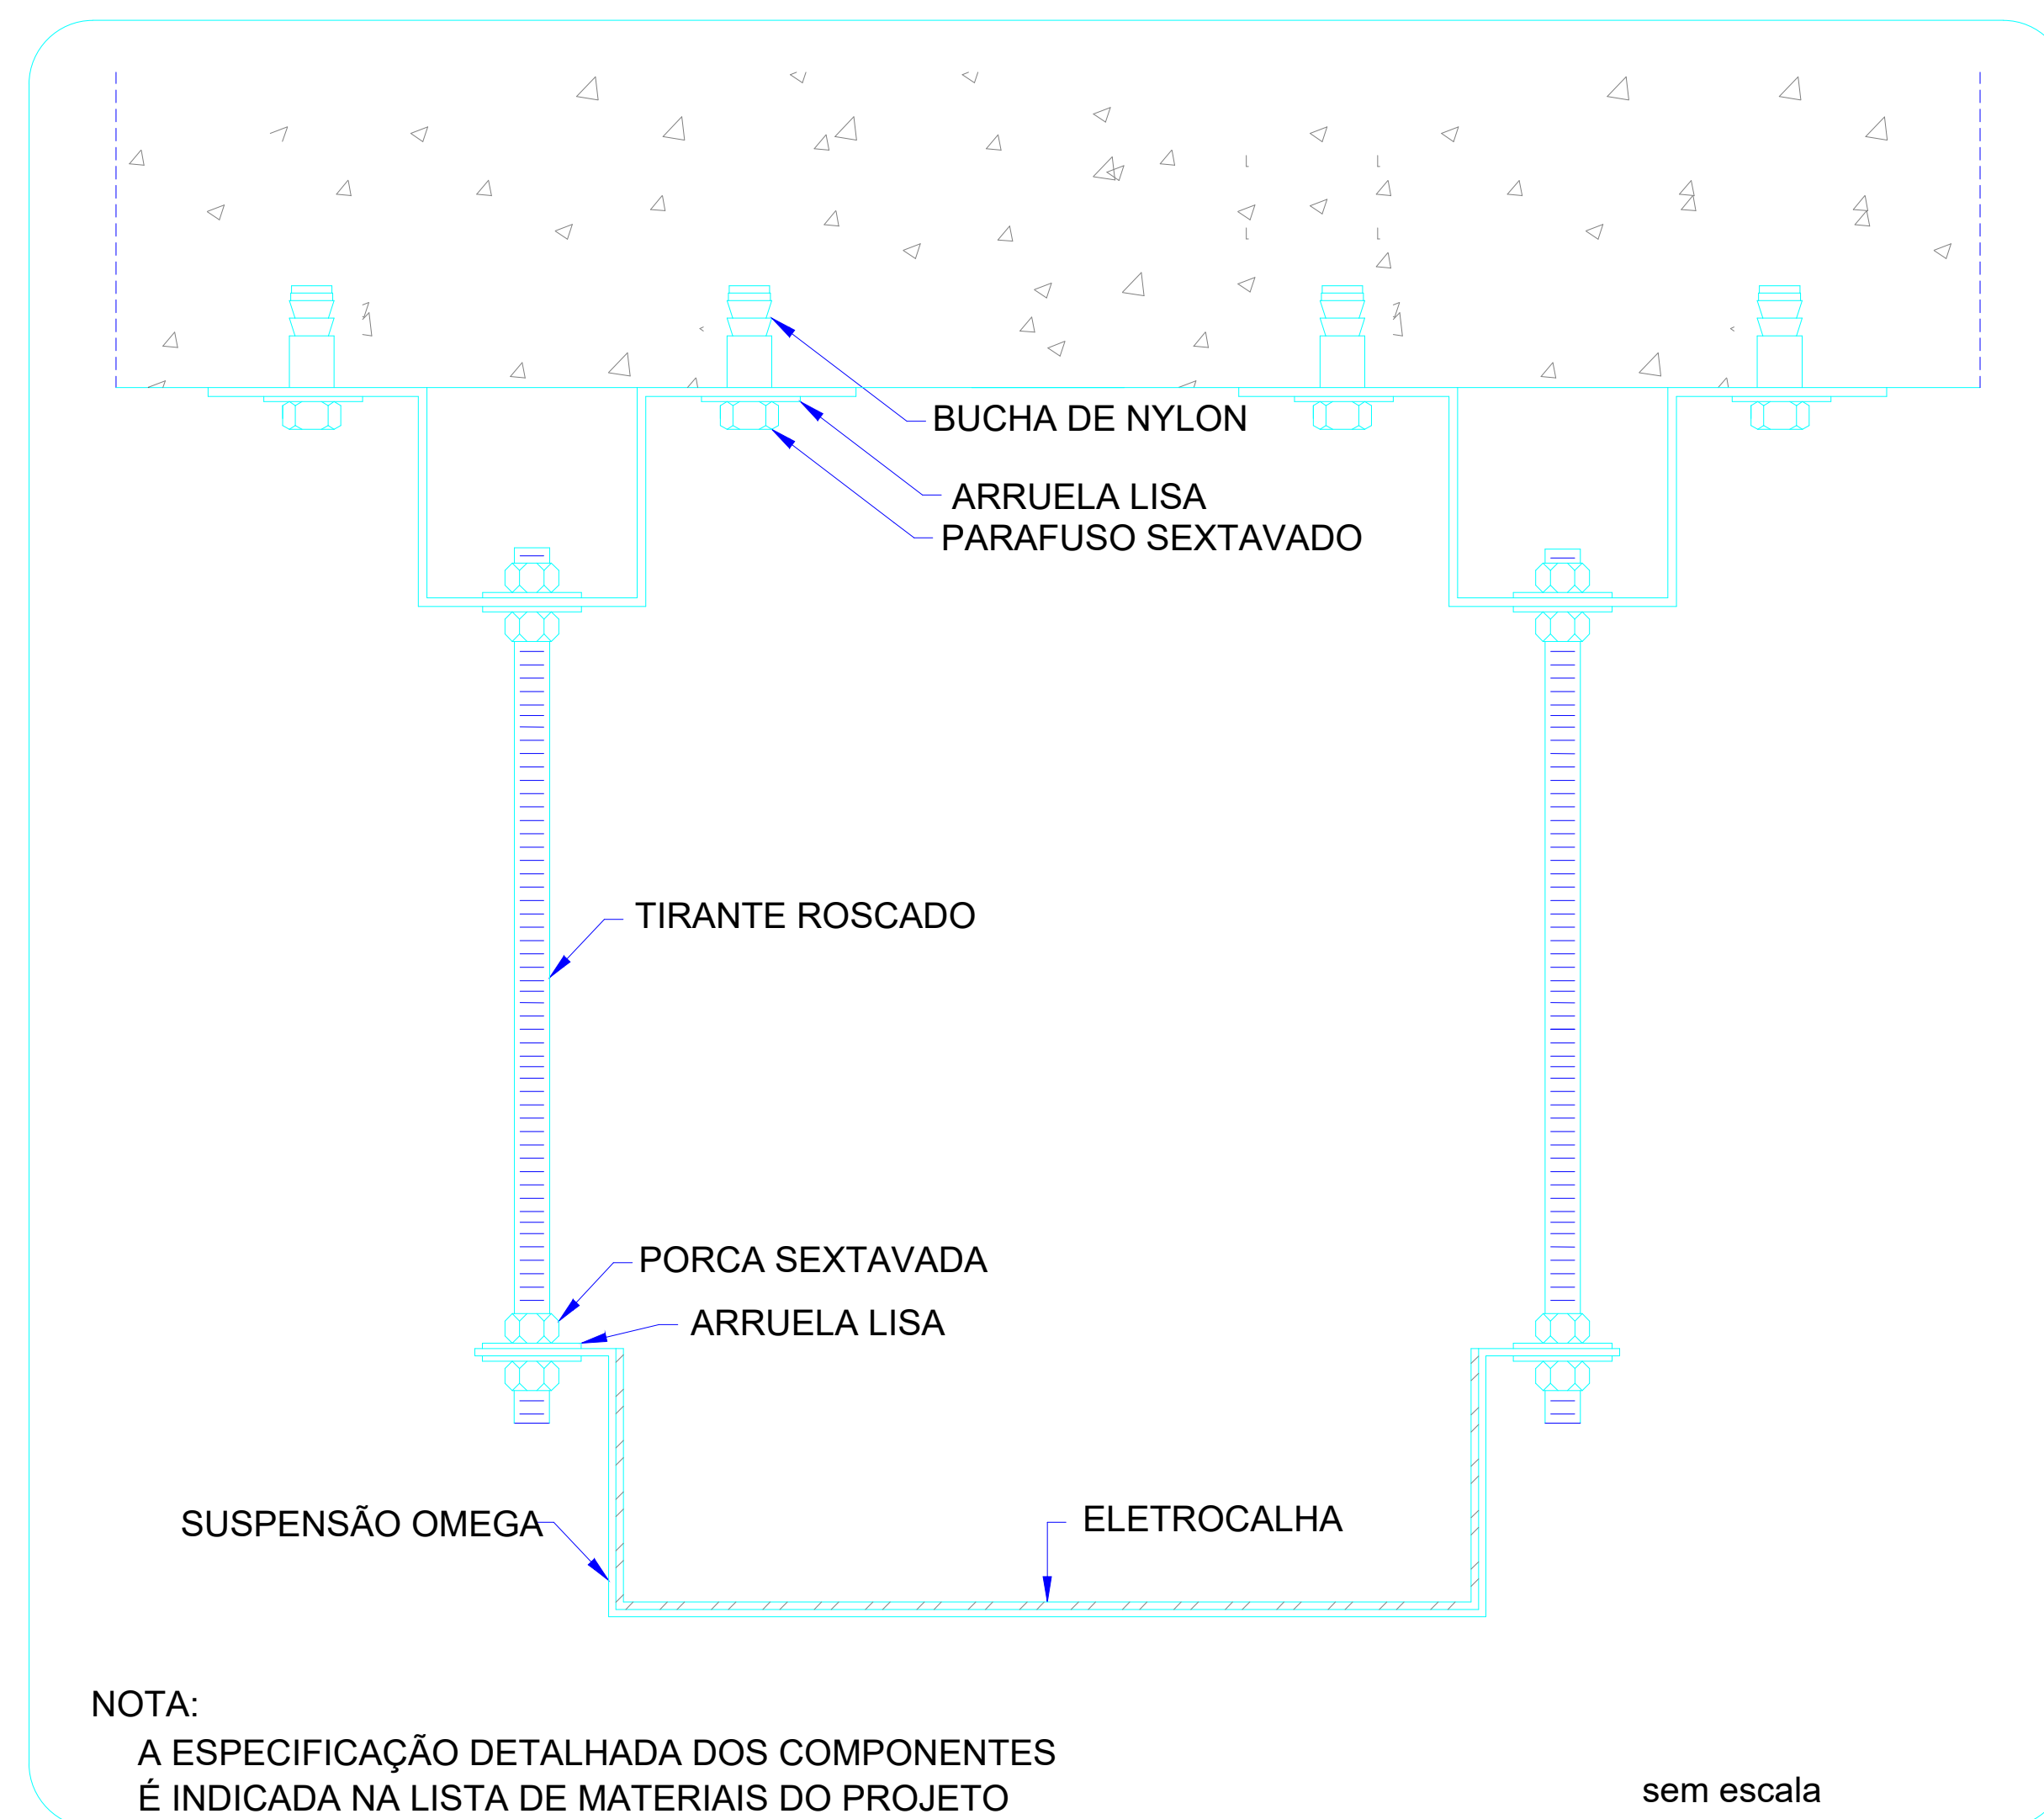 BUCHA DE NYLON
ARRUELA LISA
PARAFUSO SEXTAVADO
TIRANTE ROSCADO
PORCA SEXTAVADA
ARRUELA LISA
SUSPENSÃO OMEGA
ELETROCALHA
NOTA:
A ESPECIFICAÇÃO DETALHADA DOS COMPONENTES
É INDICADA NA LISTA DE MATERIAIS DO PROJETO
sem escala